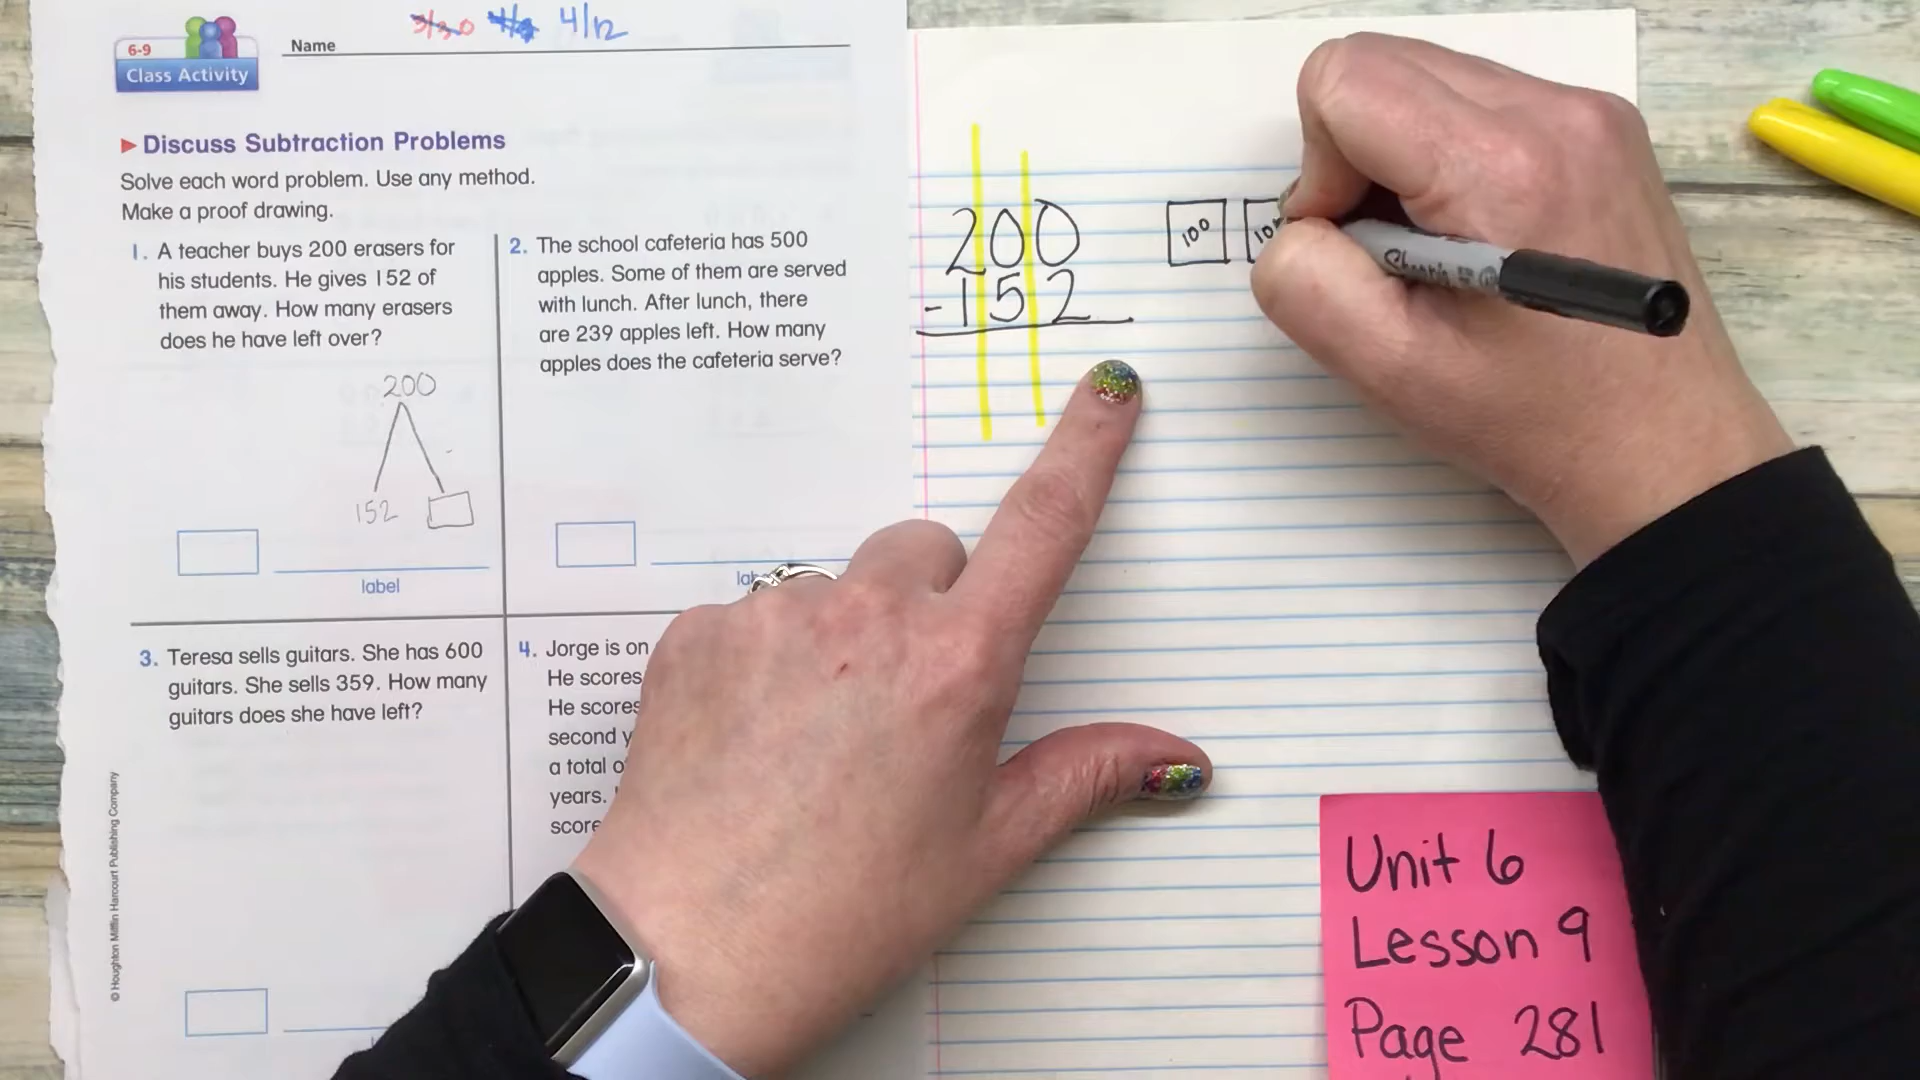 3/30 4/12
6-9
Class Activity
Name
Discuss Subtraction Problems
Solve each word problem. Use any method.
Make a proof drawing.
1. A teacher buys 200 erasers for
his students. He gives 152 of
them away. How many erasers
does he have left over?
200
152
label
2. The school cafeteria has 500
apples. Some of them are served
with lunch. After lunch, there
are 239 apples left. How many
apples does the cafeteria serve?
3. Teresa sells guitars. She has 600
guitars. She sells 359. How many
guitars does she have left?
4. Jorge is on
He scores
He scores
second y
a total o
years.
score
© Houghton Mifflin Harcourt Publishing Company
200
-152
100
Sharpie
Unit 6
Lesson 9
Page 281